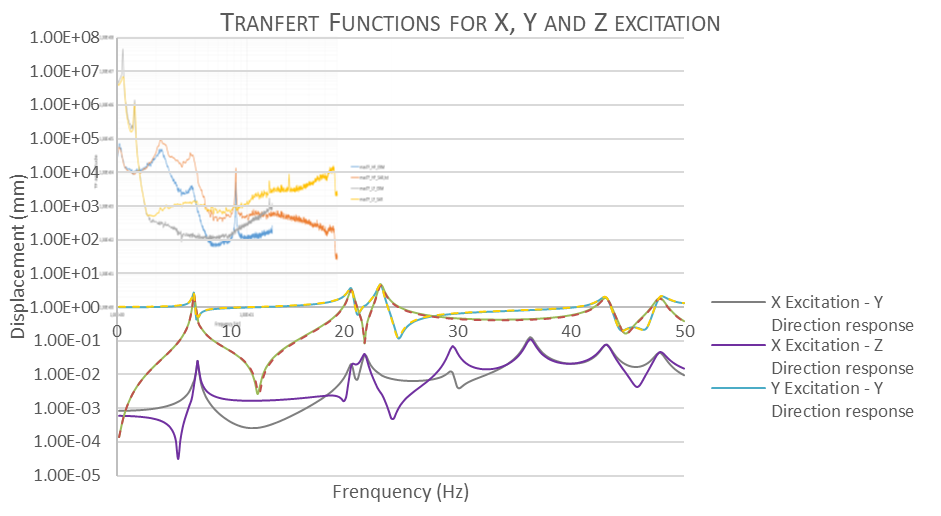 TRANFERT FUNCTIONS FOR X, Y AND Z EXCITATION
1.00E+08
1.00E+07
1.00E+06
1.00E+05
1.00E+04
1.00E+03
1.00E+02
1.00E+01
1.00E+00
1.00E-01
1.00E-02
1.00E-03
1.00E-04
1.00E-05
Displacement (mm)
0 10 20 30 40 50
Frenquency (Hz)
X Excitation - Y
Direction response
X Excitation - Z
Direction response
Y Excitation - Y
Direction response